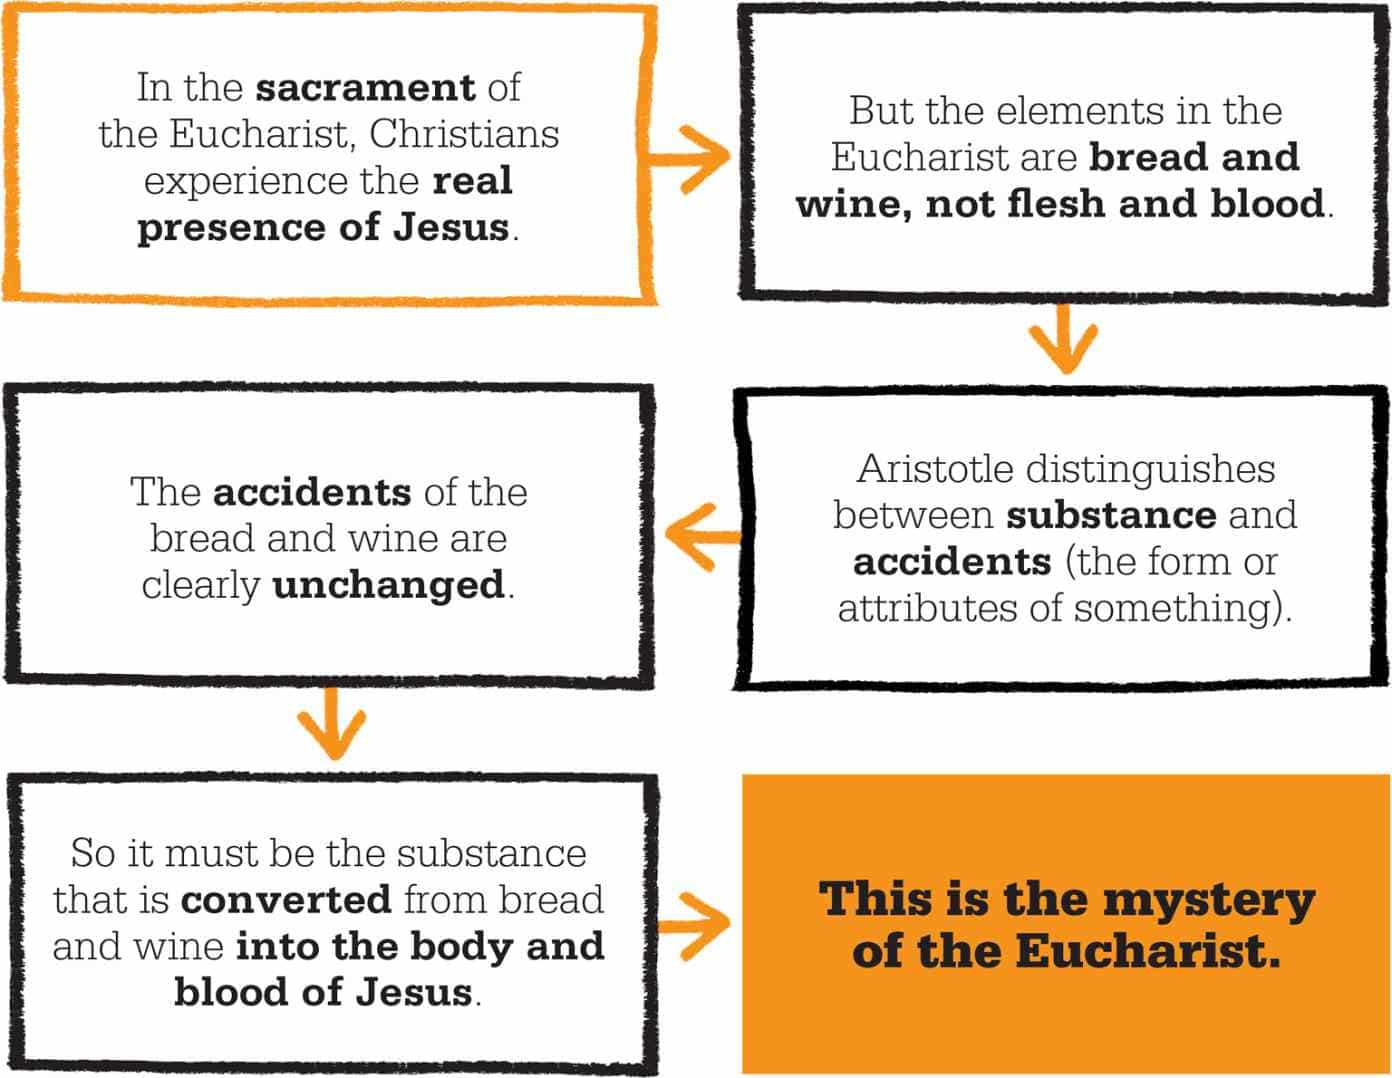 In the sacrament of
the Eucharist, Christians
experience the real
presence of Jesus.
But the elements in the
Eucharist are bread and
wine, not flesh and blood.
Aristotle distinguishes
between substance and
accidents (the form or
attributes of something).
The accidents of the
bread and wine are
clearly unchanged.
So it must be the substance
that is converted from bread
and wine into the body and
blood of Jesus.
This is the mystery
of the Eucharist.